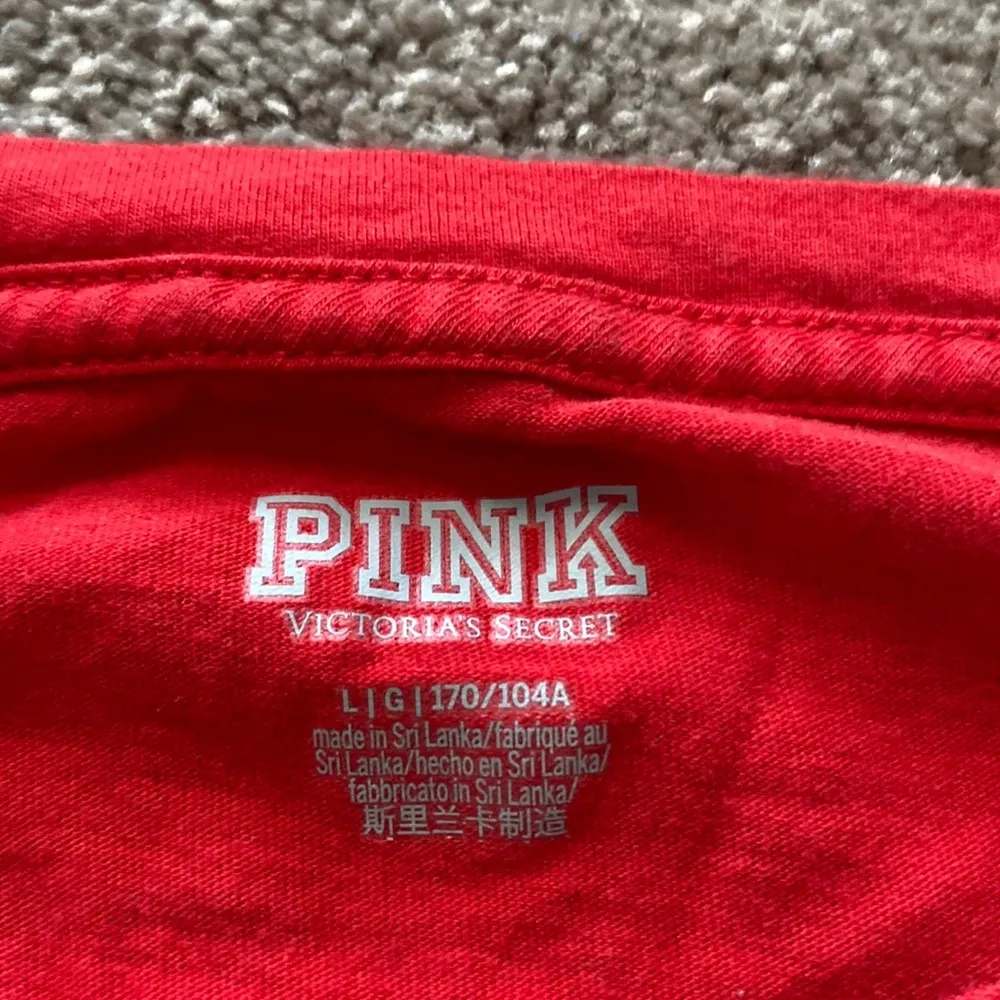 PINK
VICTORIA'S SECRET
L | G | 170/104A
made in Sri Lanka/fabriqué au
Sri Lanka/hecho en Sri Lanka/
fabbricato in Sri Lanka/
斯里兰卡制造